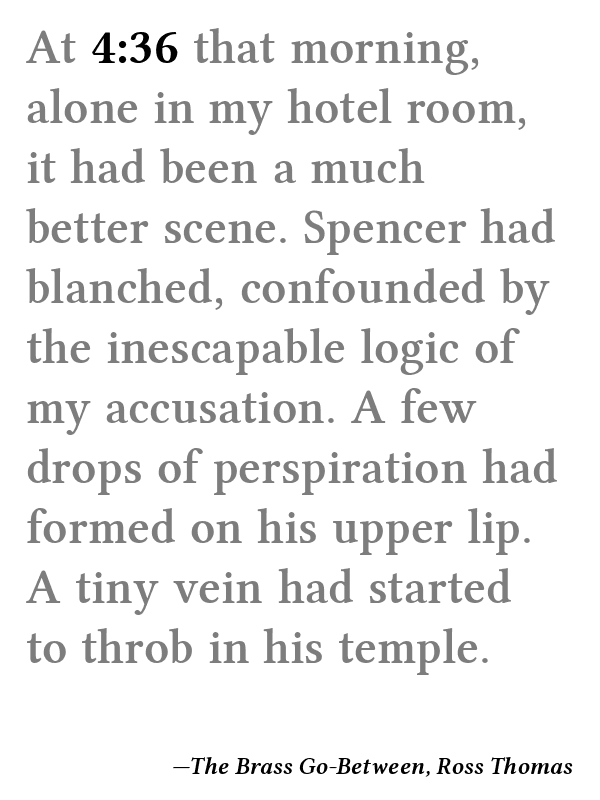 At 4:36 that morning,
alone in my hotel room,
it had been a much
better scene. Spencer had
blanched, confounded by
the inescapable logic of
my accusation. A few
drops of perspiration had
formed on his upper lip.
A tiny vein had started
to throb in his temple.
—The Brass Go-Between, Ross Thomas